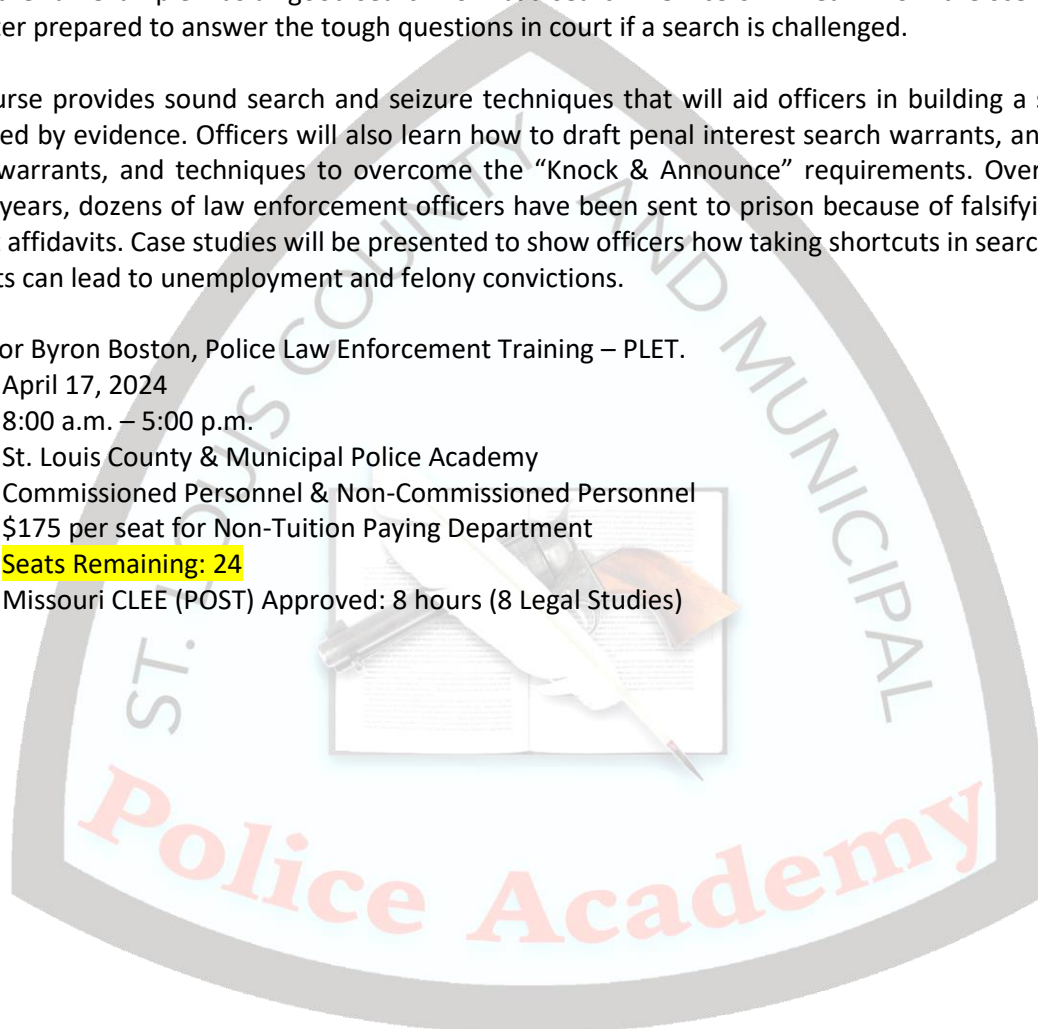 ter prepared to answer the tough questions in court if a search is challenged.
urse provides sound search and seizure techniques that will aid officers in building a
ed by evidence. Officers will also learn how to draft penal interest search warrants, an
warrants, and techniques to overcome the “Knock & Announce” requirements. Over
years, dozens of law enforcement officers have been sent to prison because of falsifyi
t affidavits. Case studies will be presented to show officers how taking shortcuts in searc
ts can lead to unemployment and felony convictions.
or Byron Boston, Police Law Enforcement Training – PLET.
April 17, 2024
8:00 a.m. – 5:00 p.m.
St. Louis County & Municipal Police Academy
Commissioned Personnel & Non-Commissioned Personnel
$175 per seat for Non-Tuition Paying Department
Seats Remaining: 24
Missouri CLEE (POST) Approved: 8 hours (8 Legal Studies)
ST. LOUIS COUNTY AND MUNICIPAL
Police Academy